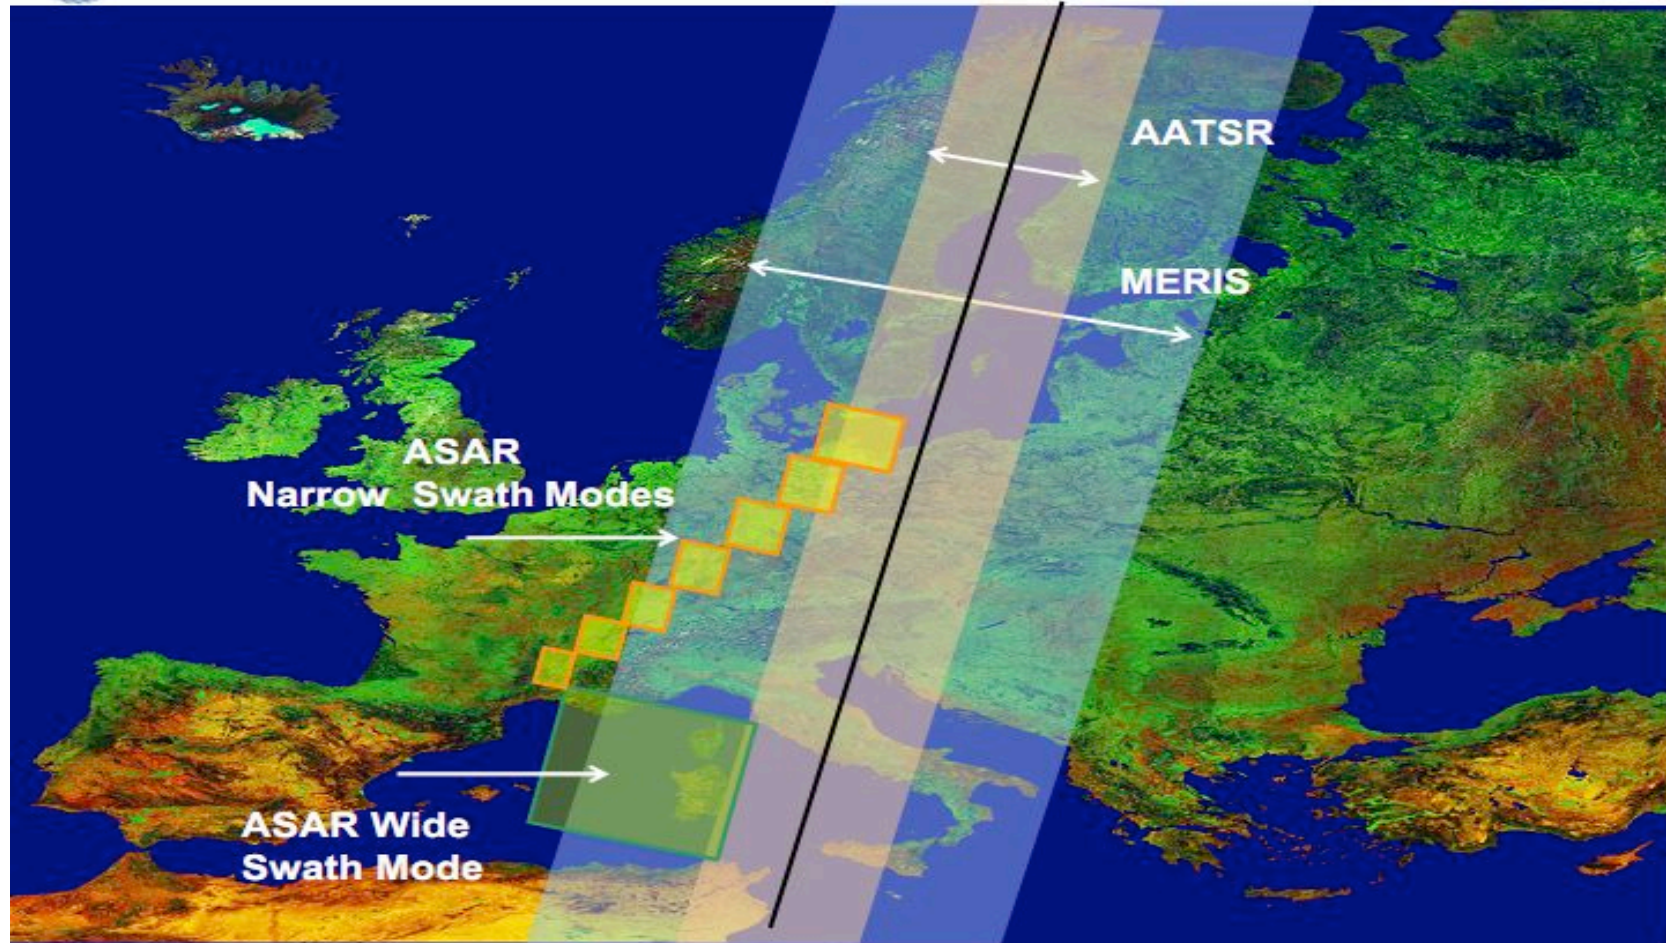 AATSR
MERIS
ASAR
Narrow Swath Modes
ASAR Wide
Swath Mode